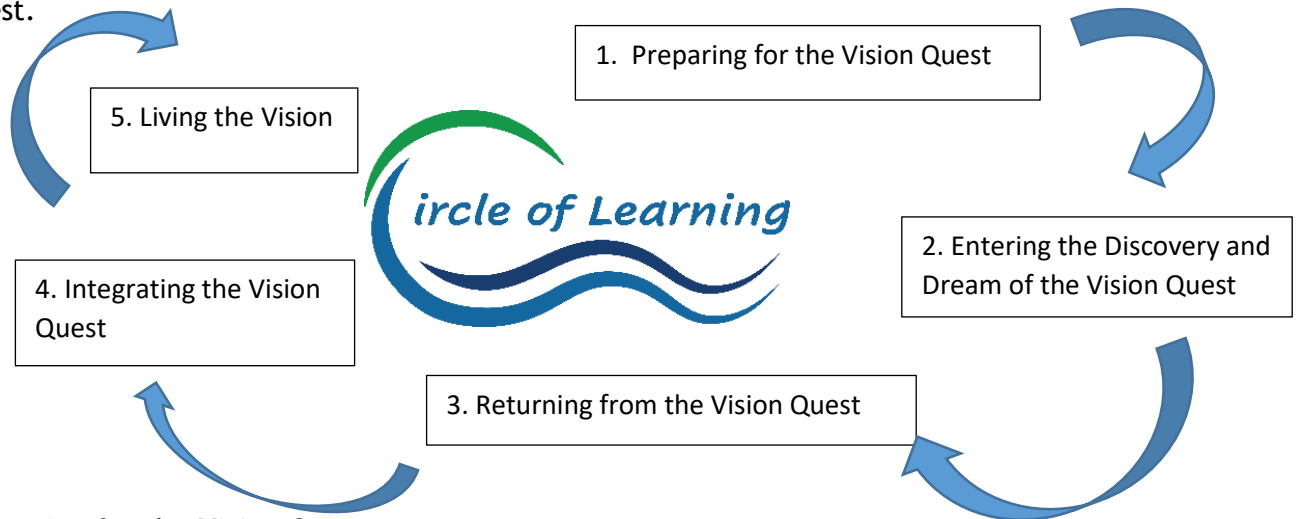 est.
1. Preparing for the Vision Quest
5. Living the Vision
ircle of Learning
2. Entering the Discovery and
Dream of the Vision Quest
4. Integrating the Vision
Quest
3. Returning from the Vision Quest